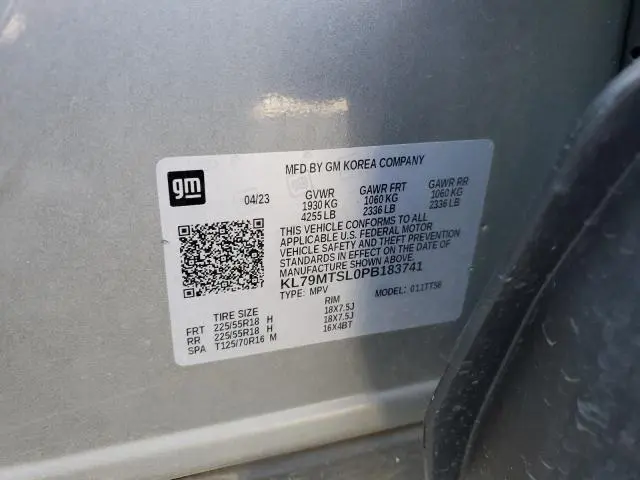 MFD BY GM KOREA COMPANY
gm
04/23 GVWR GAWR FRT GAWR RR
1930 KG 1060 KG 1060 KG
4255 LB 2336 LB 2336 LB
THIS VEHICLE CONFORMS TO ALL
APPLICABLE U.S. FEDERAL MOTOR
VEHICLE SAFETY AND THEFT PREVENTION
STANDARDS IN EFFECT ON THE DATE OF
MANUFACTURE SHOWN ABOVE.
KL79MTSL0PB183741
TYPE: MPV MODEL: 01JTT56
TIRE SIZE RIM
FRT 225/55R18 H 18X7.5J
RR 225/55R18 H 18X7.5J
SPA T125/70R16 M 16X4BT